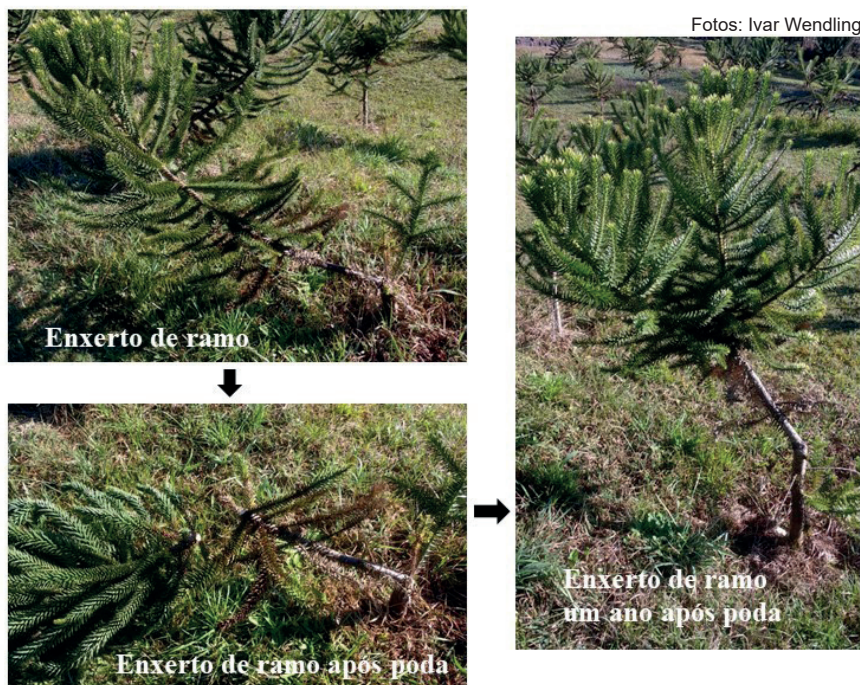 Fotos: Ivar Wendling
Enxerto de ramo
Enxerto de ramo após poda
Enxerto de ramo
um ano após poda